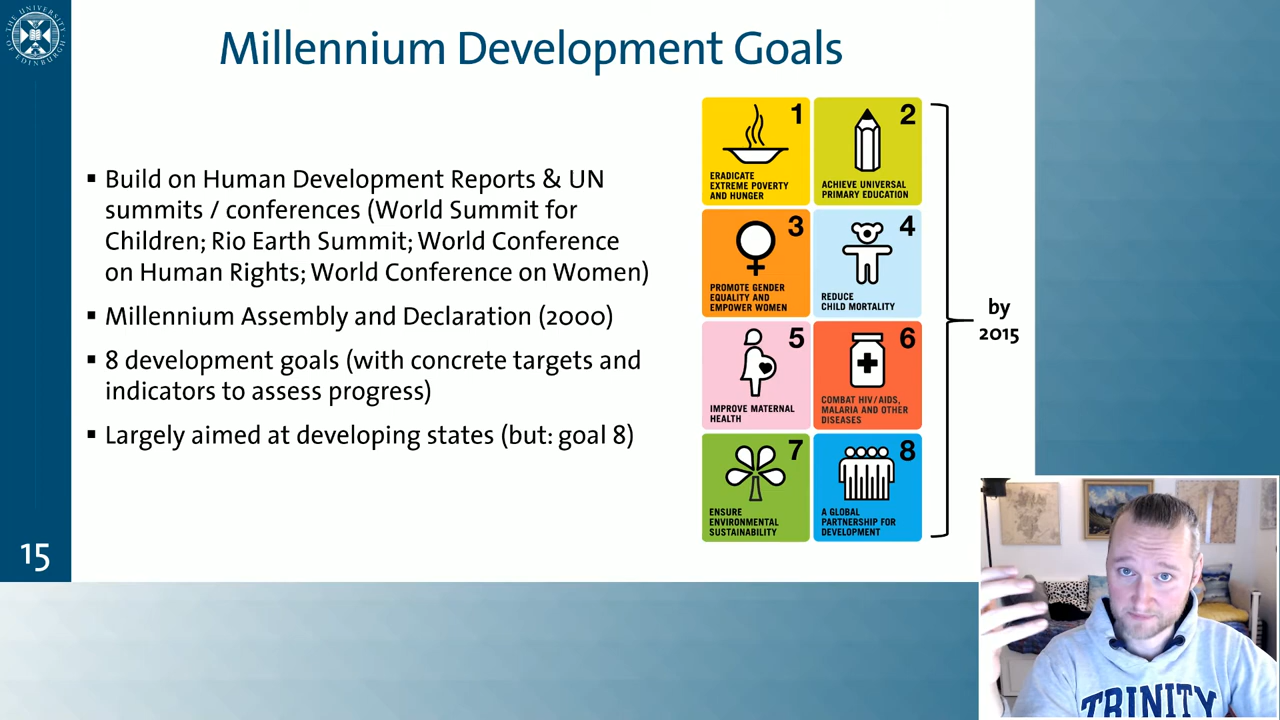 THE UNIVERSITY OF EDINBURGH
Millennium Development Goals
▪ Build on Human Development Reports & UN
summits / conferences (World Summit for
Children; Rio Earth Summit; World Conference
on Human Rights; World Conference on Women)
▪ Millennium Assembly and Declaration (2000)
▪ 8 development goals (with concrete targets and
indicators to assess progress)
▪ Largely aimed at developing states (but: goal 8)
15
1
ERADICATE
EXTREME POVERTY
AND HUNGER
2
ACHIEVE UNIVERSAL
PRIMARY EDUCATION
3
PROMOTE GENDER
EQUALITY AND
EMPOWER WOMEN
4
REDUCE
CHILD MORTALITY
5
IMPROVE MATERNAL
HEALTH
6
COMBAT HIV/AIDS,
MALARIA AND OTHER
DISEASES
7
ENSURE
ENVIRONMENTAL
SUSTAINABILITY
8
A GLOBAL
PARTNERSHIP FOR
DEVELOPMENT
by
2015
TRINITY